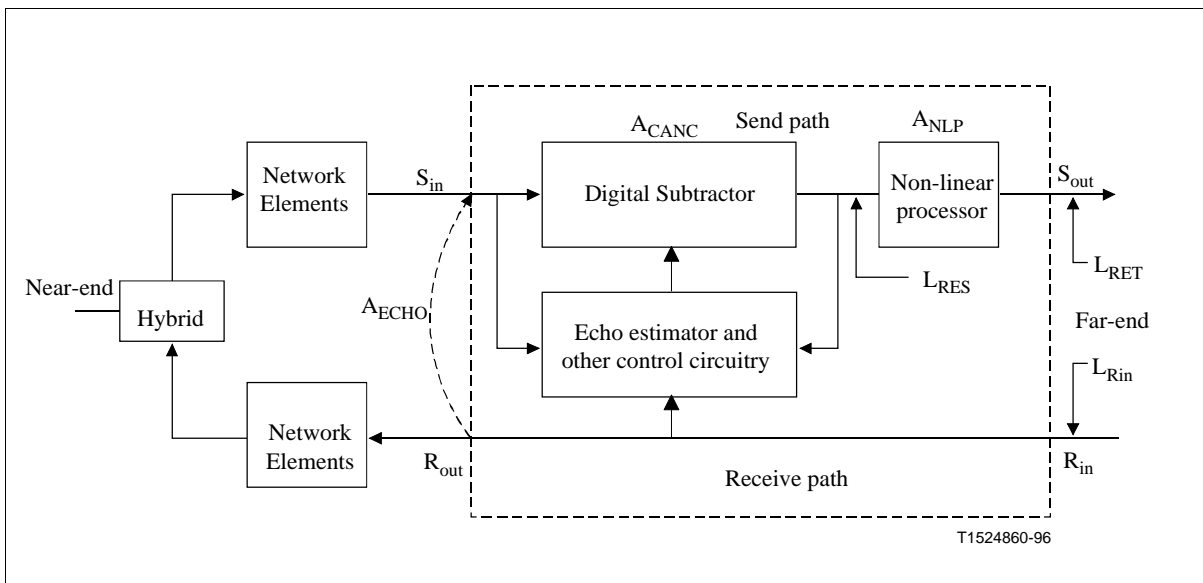 A_CANC
Send path
A_NLP
Network
Elements
S_in
Digital Subtractor
Non-linear
processor
S_out
L_RES
L_RET
Near-end
Hybrid
A_ECHO
Echo estimator and
other control circuitry
Far-end
L_Rin
Network
Elements
R_out
Receive path
R_in
T1524860-96